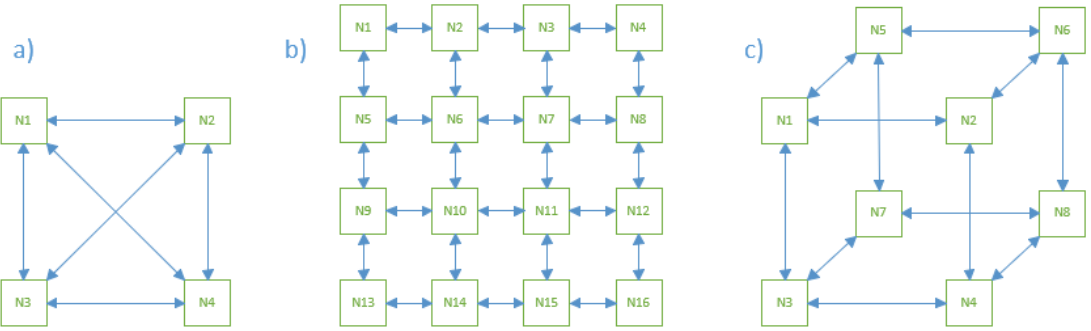 a)
N1 N2
N3 N4
b)
N1 N2 N3 N4
N5 N6 N7 N8
N9 N10 N11 N12
N13 N14 N15 N16
c)
N5 N6
N1 N2
N7 N8
N3 N4